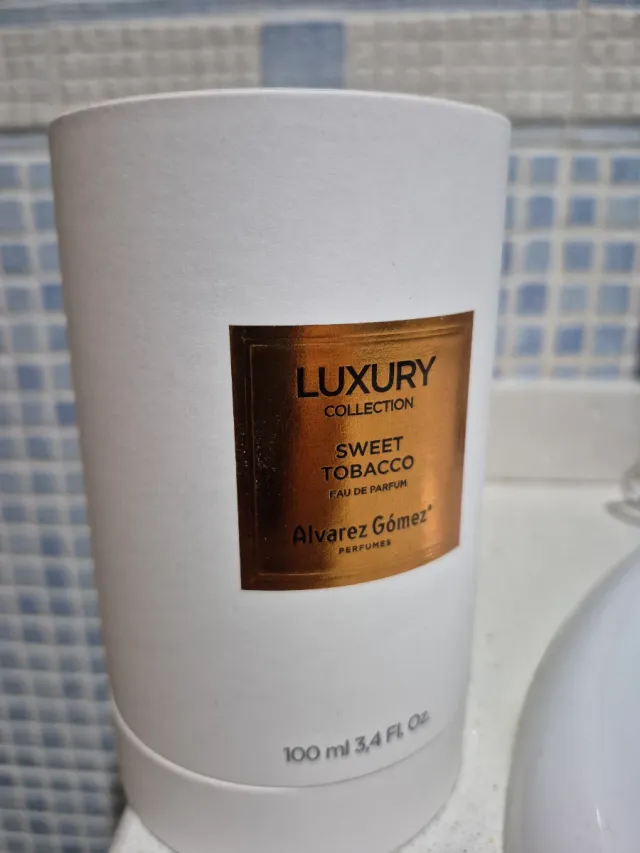 LUXURY
COLLECTION
SWEET
TOBACCO
EAU DE PARFUM
Alvarez Gómez®
PERFUMES
100 ml 3,4 Fl. Oz.